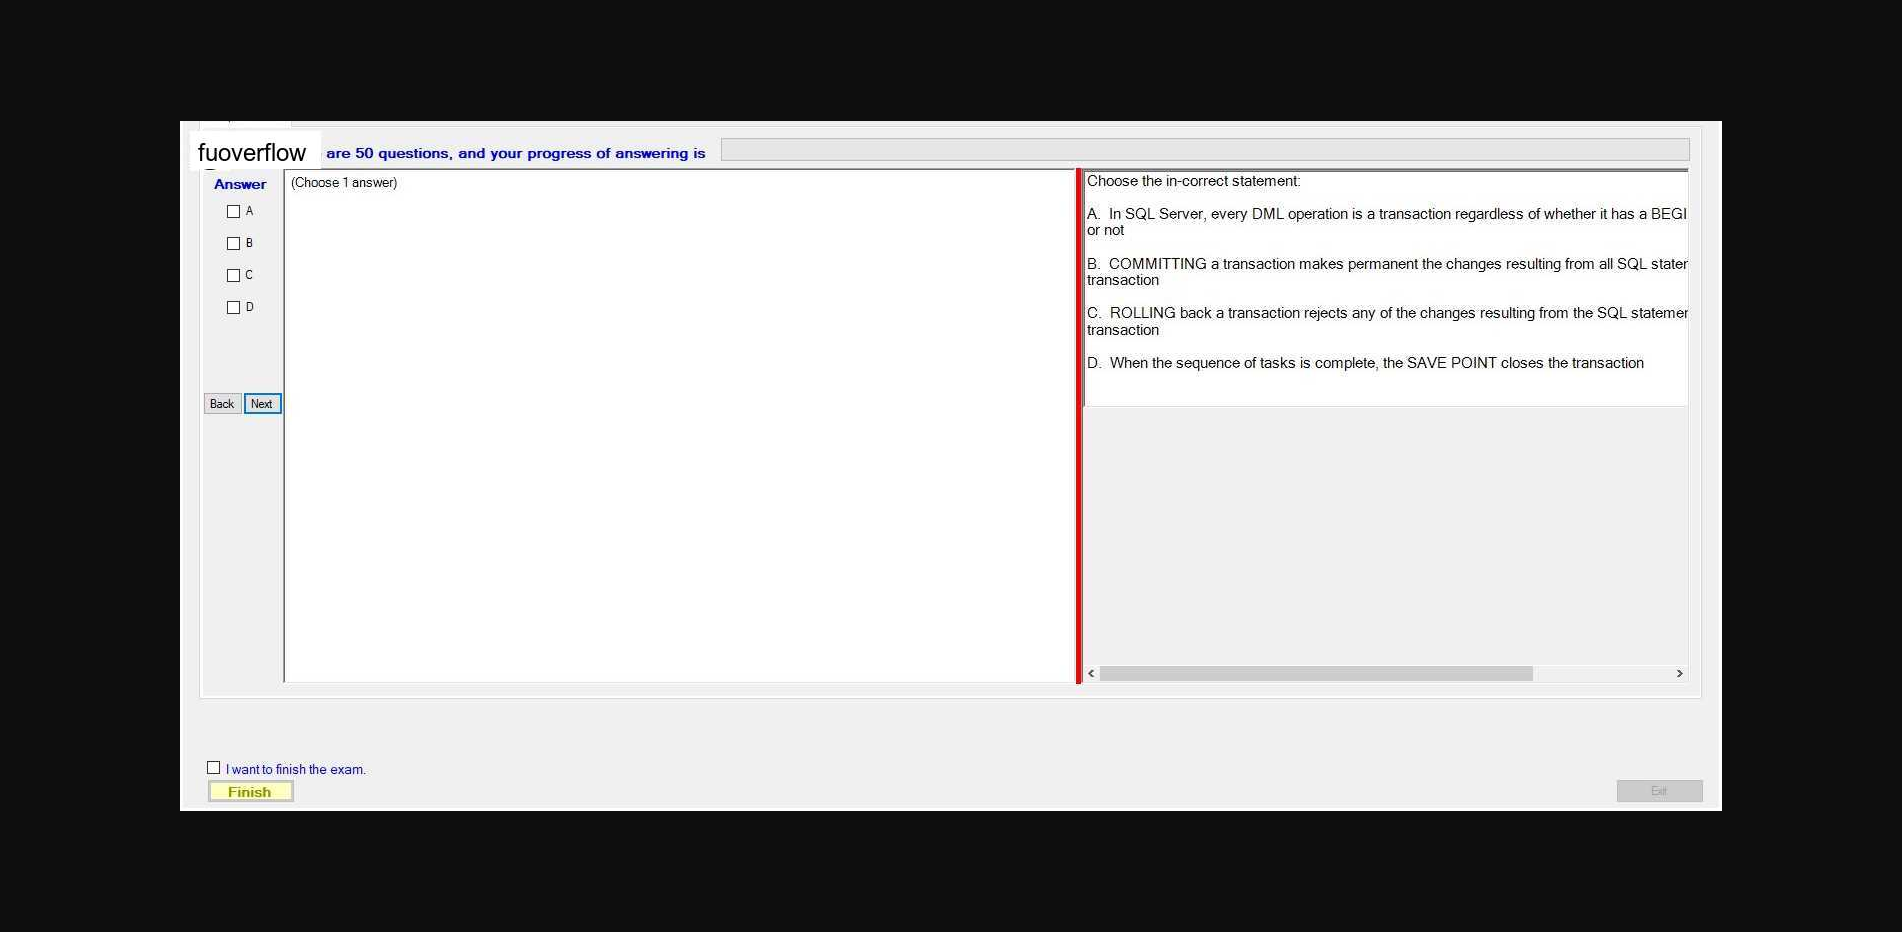 fuoverflow are 50 questions, and your progress of answering is
Answer
(Choose 1 answer)
A
B
C
D
Back Next
Choose the in-correct statement:
A. In SQL Server, every DML operation is a transaction regardless of whether it has a BEGI
or not
B. COMMITTING a transaction makes permanent the changes resulting from all SQL stater
transaction
C. ROLLING back a transaction rejects any of the changes resulting from the SQL statemer
transaction
D. When the sequence of tasks is complete, the SAVE POINT closes the transaction
I want to finish the exam.
Finish
Exit